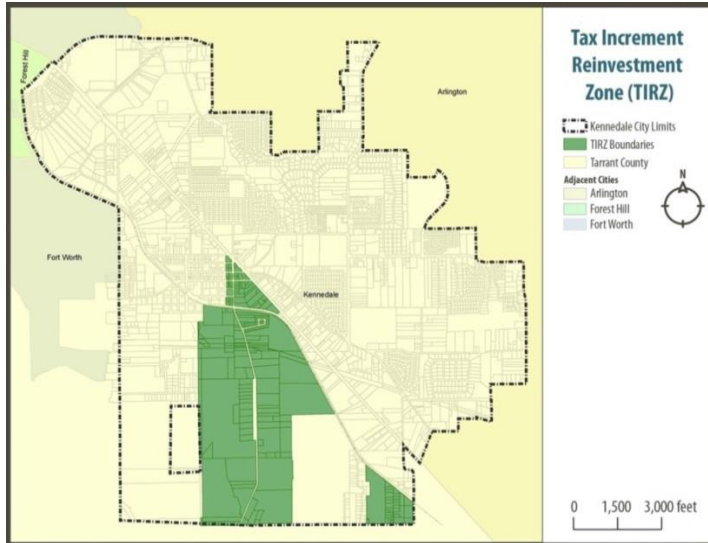 Tax Increment
Reinvestment
Zone (TIRZ)
Kennedale City Limits
TIRZ Boundaries
Tarrant County
Adjacent Cities
Arlington
Forest Hill
Fort Worth
N
0 1,500 3,000 feet
Forest Hill
Arlington
Fort Worth
Kennedale